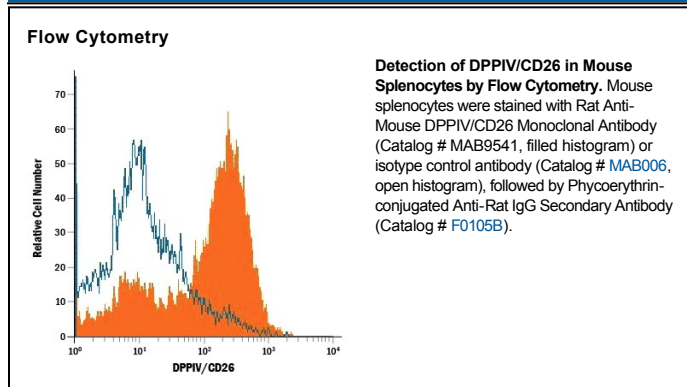 Flow Cytometry
Detection of DPPIV/CD26 in Mouse
Splenocytes by Flow Cytometry. Mouse
splenocytes were stained with Rat Anti-
Mouse DPPIV/CD26 Monoclonal Antibody
(Catalog # MAB9541, filled histogram) or
isotype control antibody (Catalog # MAB006,
open histogram), followed by Phycoerythrin-
conjugated Anti-Rat IgG Secondary Antibody
(Catalog # F0105B).
Relative Cell Number
70
60
50
40
30
20
10
0
10⁰ 10¹ 10² 10³ 10⁴
DPPIV/CD26